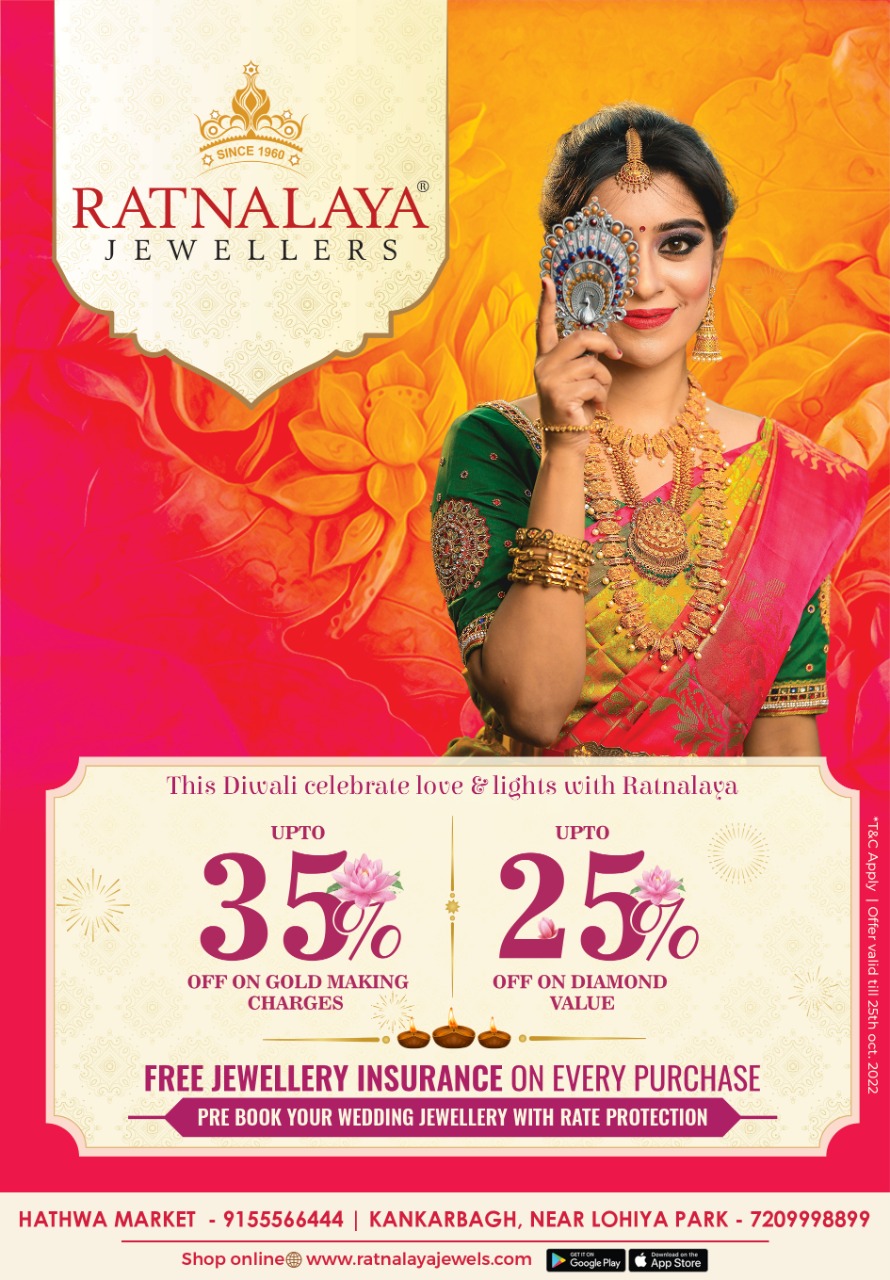 SINCE 1960
RATNALAYA®
JEWELLERS
This Diwali celebrate love & lights with Ratnalaya
UPTO
35%
OFF ON GOLD MAKING
CHARGES
UPTO
25%
OFF ON DIAMOND
VALUE
*T&C Apply | Offer valid till 25th oct. 2022
FREE JEWELLERY INSURANCE ON EVERY PURCHASE
PRE BOOK YOUR WEDDING JEWELLERY WITH RATE PROTECTION
HATHWA MARKET - 9155566444 | KANKARBAGH, NEAR LOHIYA PARK - 7209998899
Shop online www.ratnalayajewels.com
GET IT ON
Google Play
Download on the
App Store